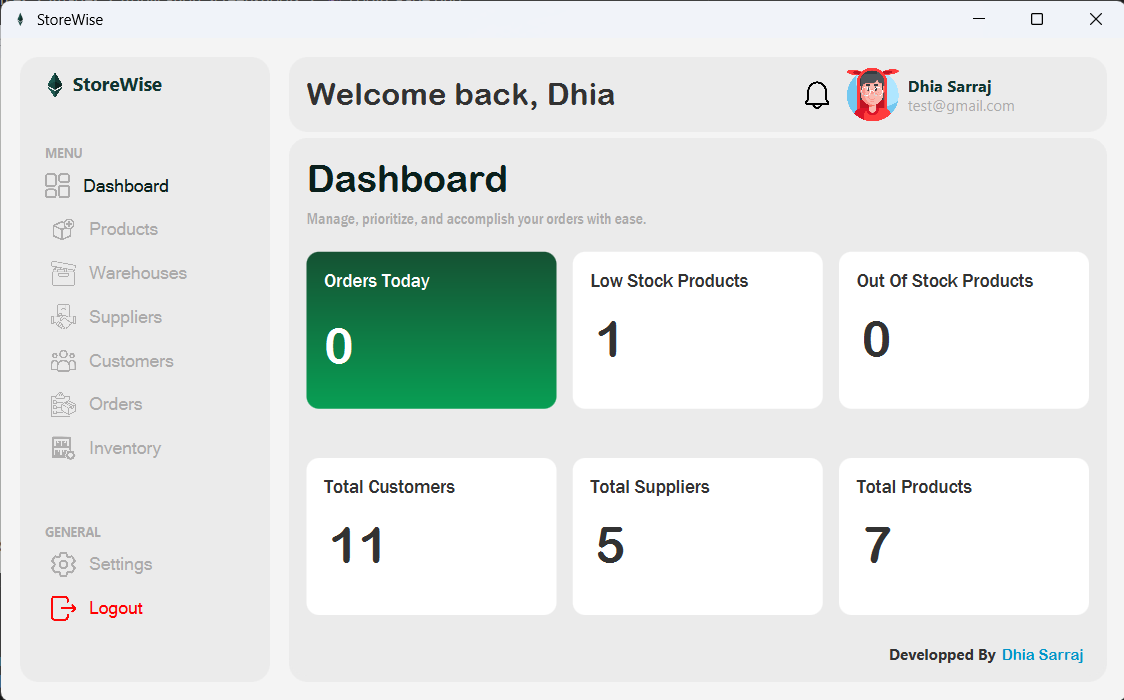 StoreWise
StoreWise
MENU
Dashboard
Products
Warehouses
Suppliers
Customers
Orders
Inventory
GENERAL
Settings
Logout
Welcome back, Dhia
Dhia Sarraj
test@gmail.com
Dashboard
Manage, prioritize, and accomplish your orders with ease.
Orders Today
0
Low Stock Products
1
Out Of Stock Products
0
Total Customers
11
Total Suppliers
5
Total Products
7
Developped By Dhia Sarraj